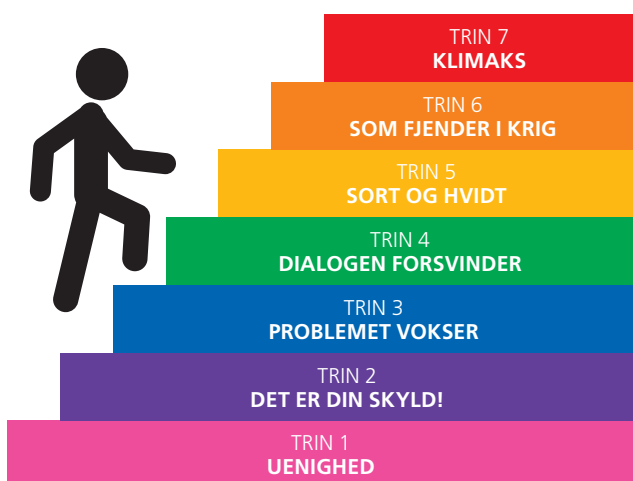 TRIN 7
KLIMAKS
TRIN 6
SOM FJENDER I KRIG
TRIN 5
SORT OG HVIDT
TRIN 4
DIALOGEN FORSVINDER
TRIN 3
PROBLEMET VOKSER
TRIN 2
DET ER DIN SKYLD!
TRIN 1
UENIGHED